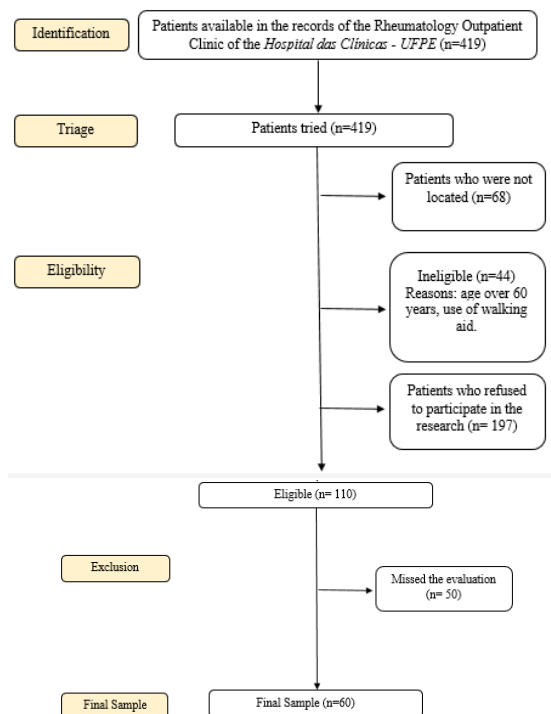 Identification
Patients available in the records of the Rheumatology Outpatient
Clinic of the Hospital das Clínicas - UFPE (n=419)
Triage
Patients tried (n=419)
Patients who were not
located (n=68)
Eligibility
Ineligible (n=44)
Reasons: age over 60
years, use of walking
aid.
Patients who refused
to participate in the
research (n= 197)
Eligible (n= 110)
Exclusion
Missed the evaluation
(n= 50)
Final Sample
Final Sample (n=60)